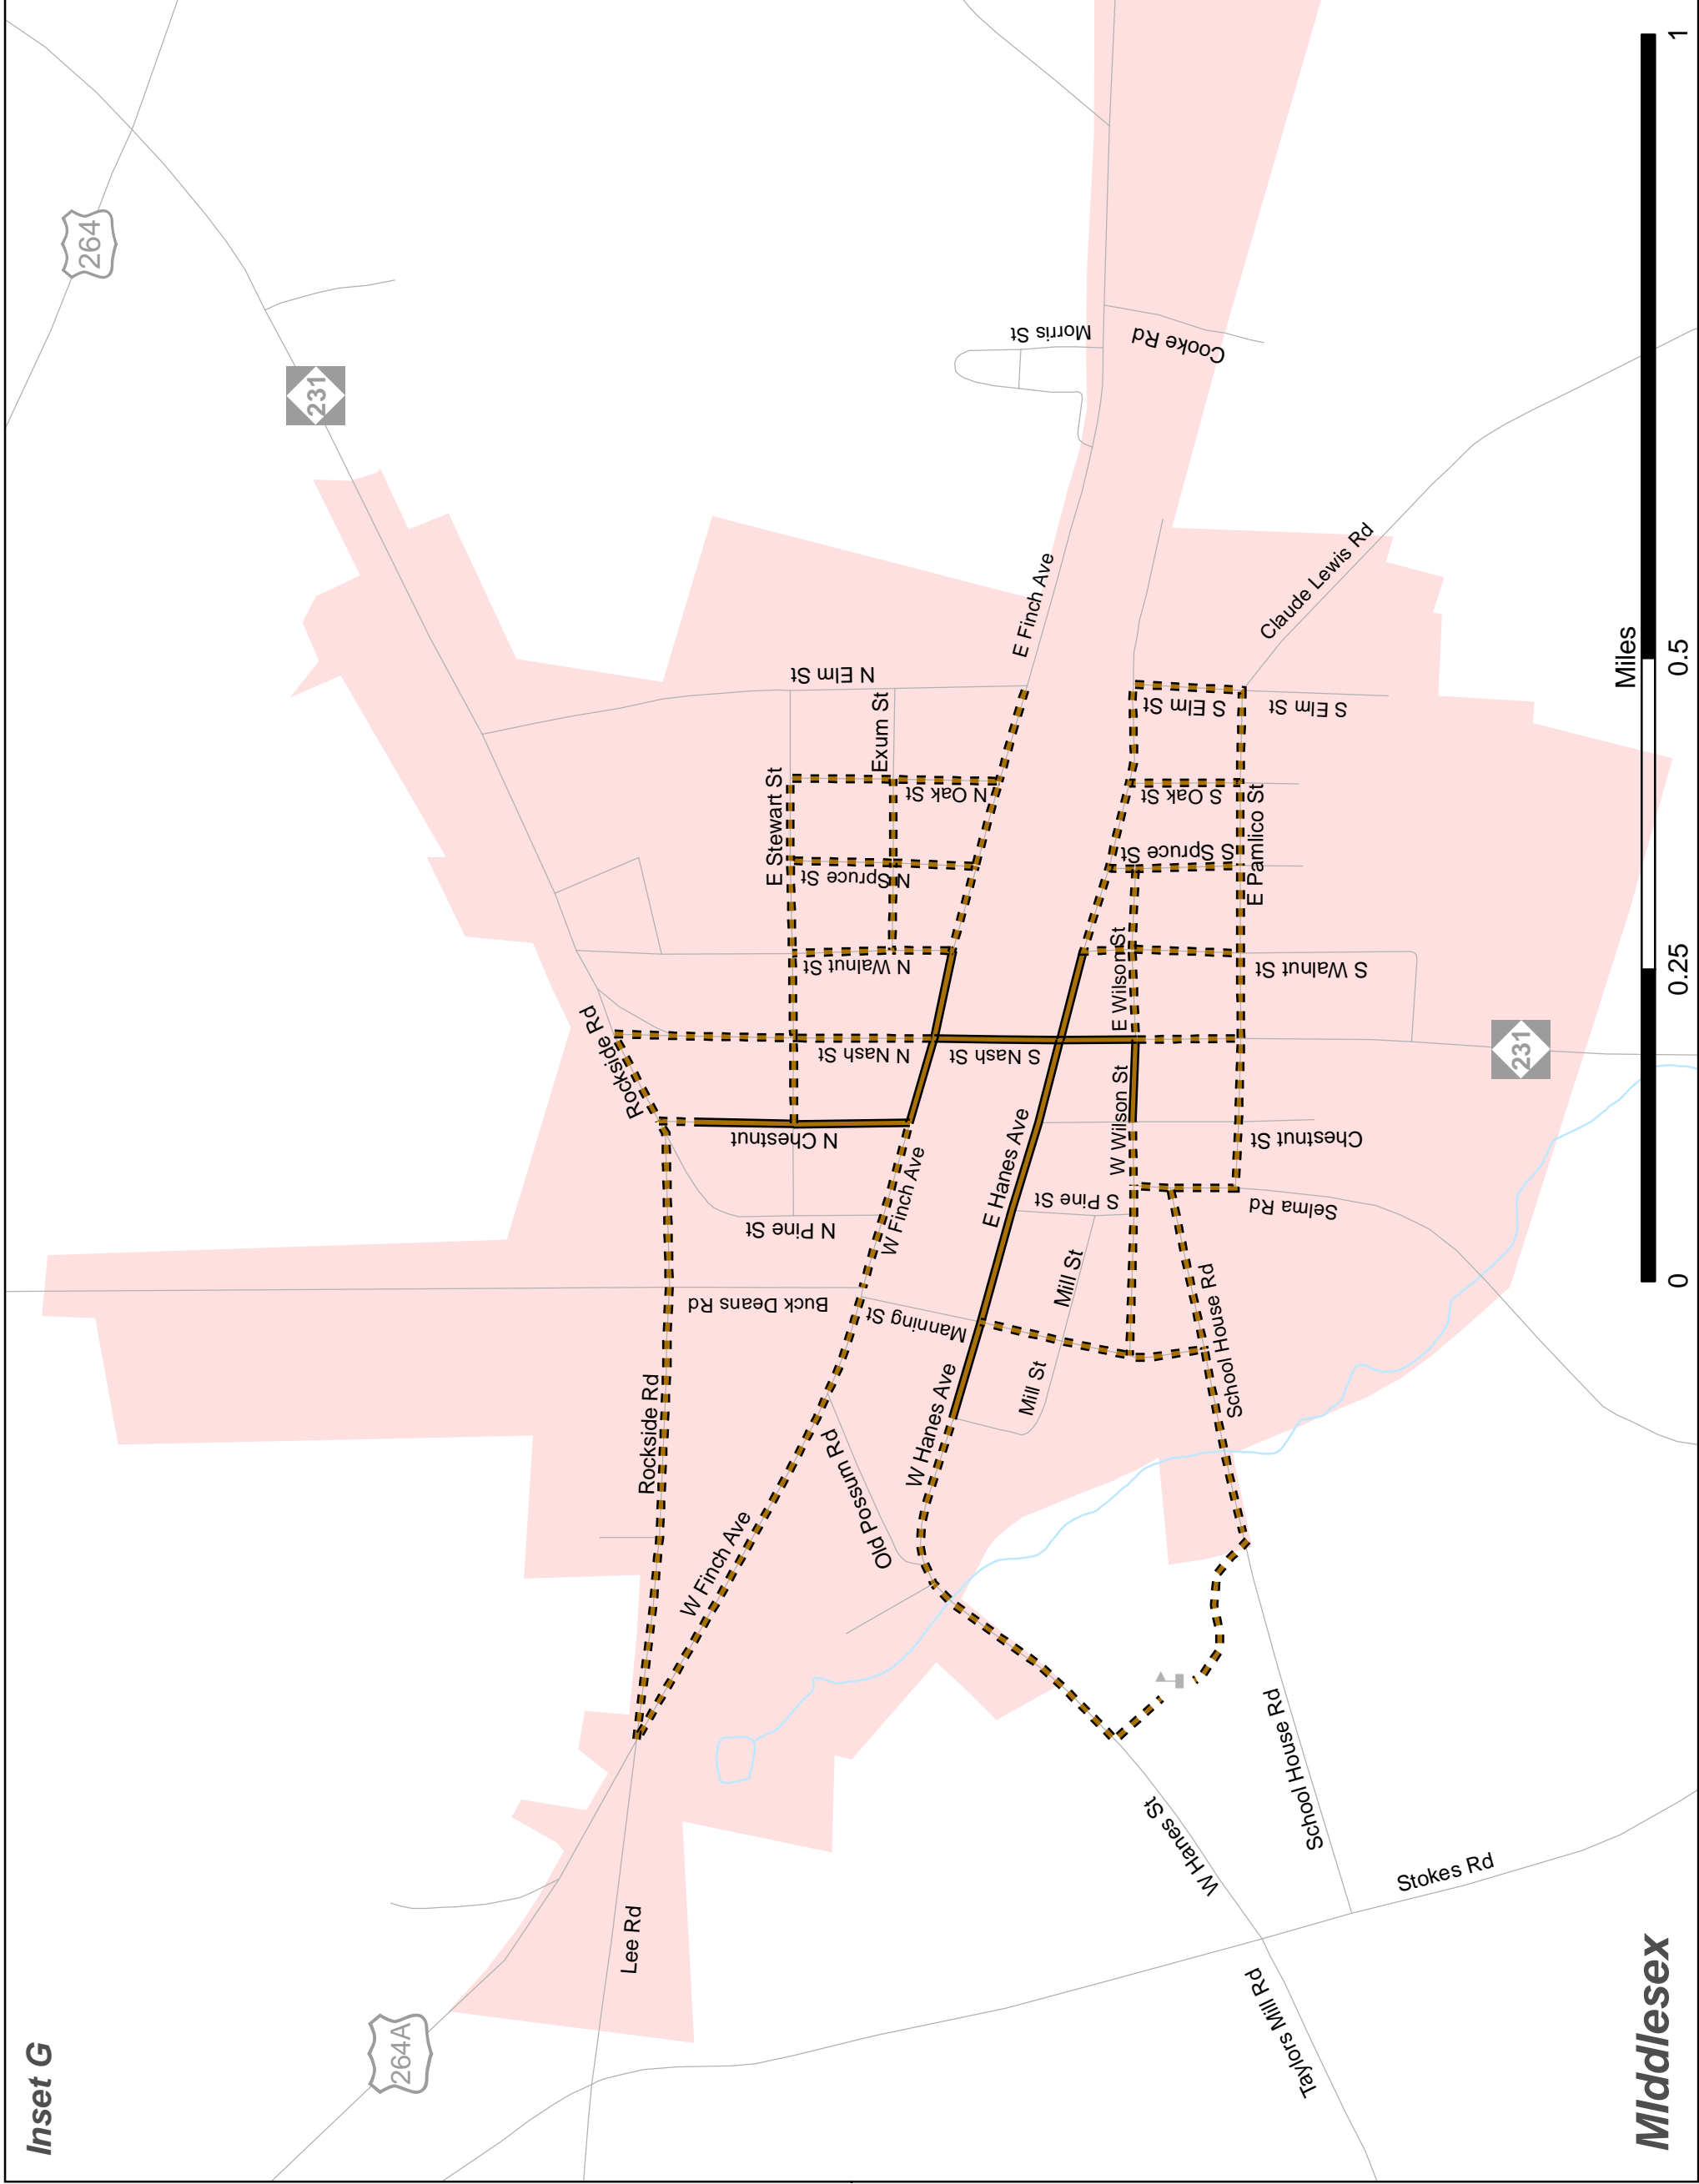 Inset G
264
231
264A
Rockside Rd
Rockside Rd
Lee Rd
W Finch Ave
W Finch Ave
E Finch Ave
Buck Deans Rd
N Pine St
N Chestnut
N Nash St
N Walnut St
N Spruce St
N Oak St
N Elm St
E Stewart St
Exum St
Morris St
Cooke Rd
Old Possum Rd
Manning St
S Nash St
W Hanes Ave
E Hanes Ave
Mill St
Mill St
S Pine St
W Wilson St
E Wilson St
S Spruce St
S Oak St
S Elm St
S Elm St
E Pamlico St
Claude Lewis Rd
S Walnut St
Chestnut St
Selma Rd
School House Rd
School House Rd
W Hanes St
Stokes Rd
Taylors Mill Rd
231
Miles
0 0.25 0.5 1
MIddlesex